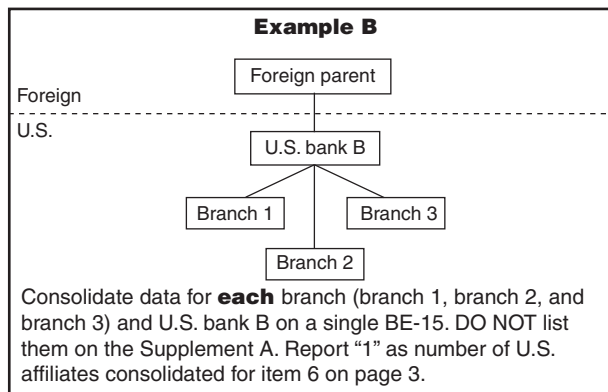 Example B
Foreign parent
Foreign
U.S.
U.S. bank B
Branch 1
Branch 3
Branch 2
Consolidate data for each branch (branch 1, branch 2, and
branch 3) and U.S. bank B on a single BE-15. DO NOT list
them on the Supplement A. Report “1” as number of U.S.
affiliates consolidated for item 6 on page 3.